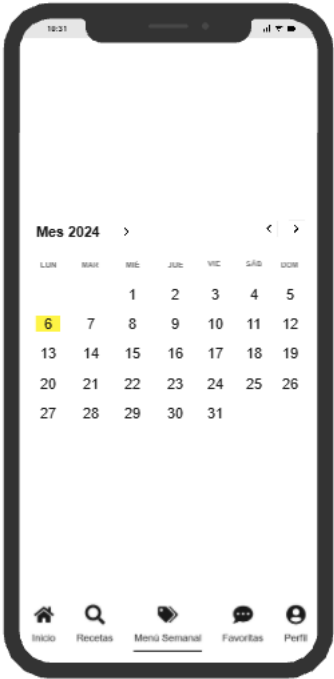 10:31
Mes 2024 >
< >
LUN MAR MIÉ JUE VIE SÁB DOM
1 2 3 4 5
6 7 8 9 10 11 12
13 14 15 16 17 18 19
20 21 22 23 24 25 26
27 28 29 30 31
Inicio Recetas Menú Semanal Favoritas Perfil